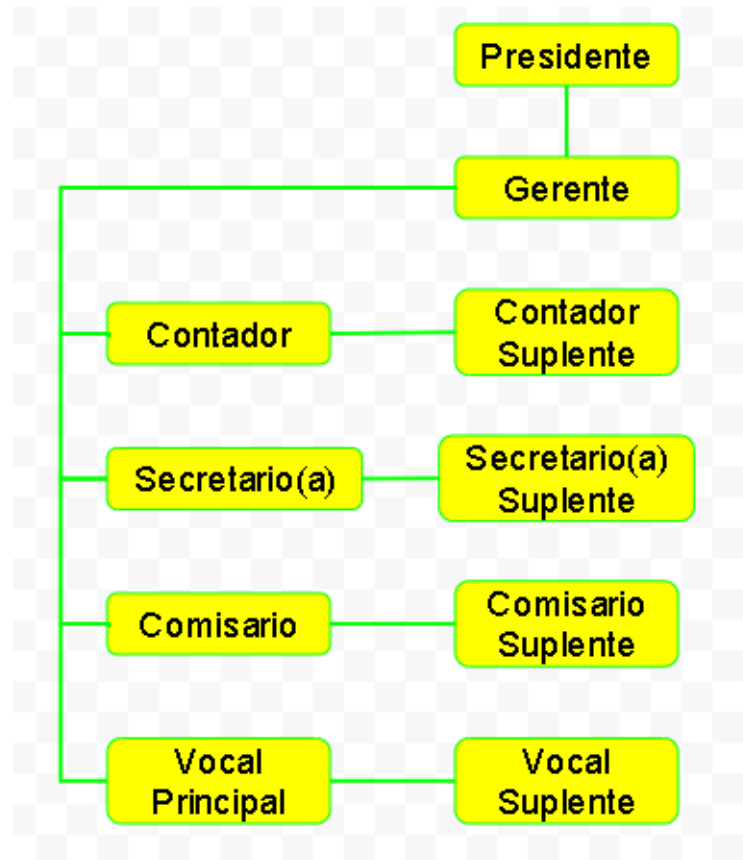 Presidente
Gerente
Contador
Contador
Suplente
Secretario(a)
Secretario(a)
Suplente
Comisario
Comisario
Suplente
Vocal
Principal
Vocal
Suplente